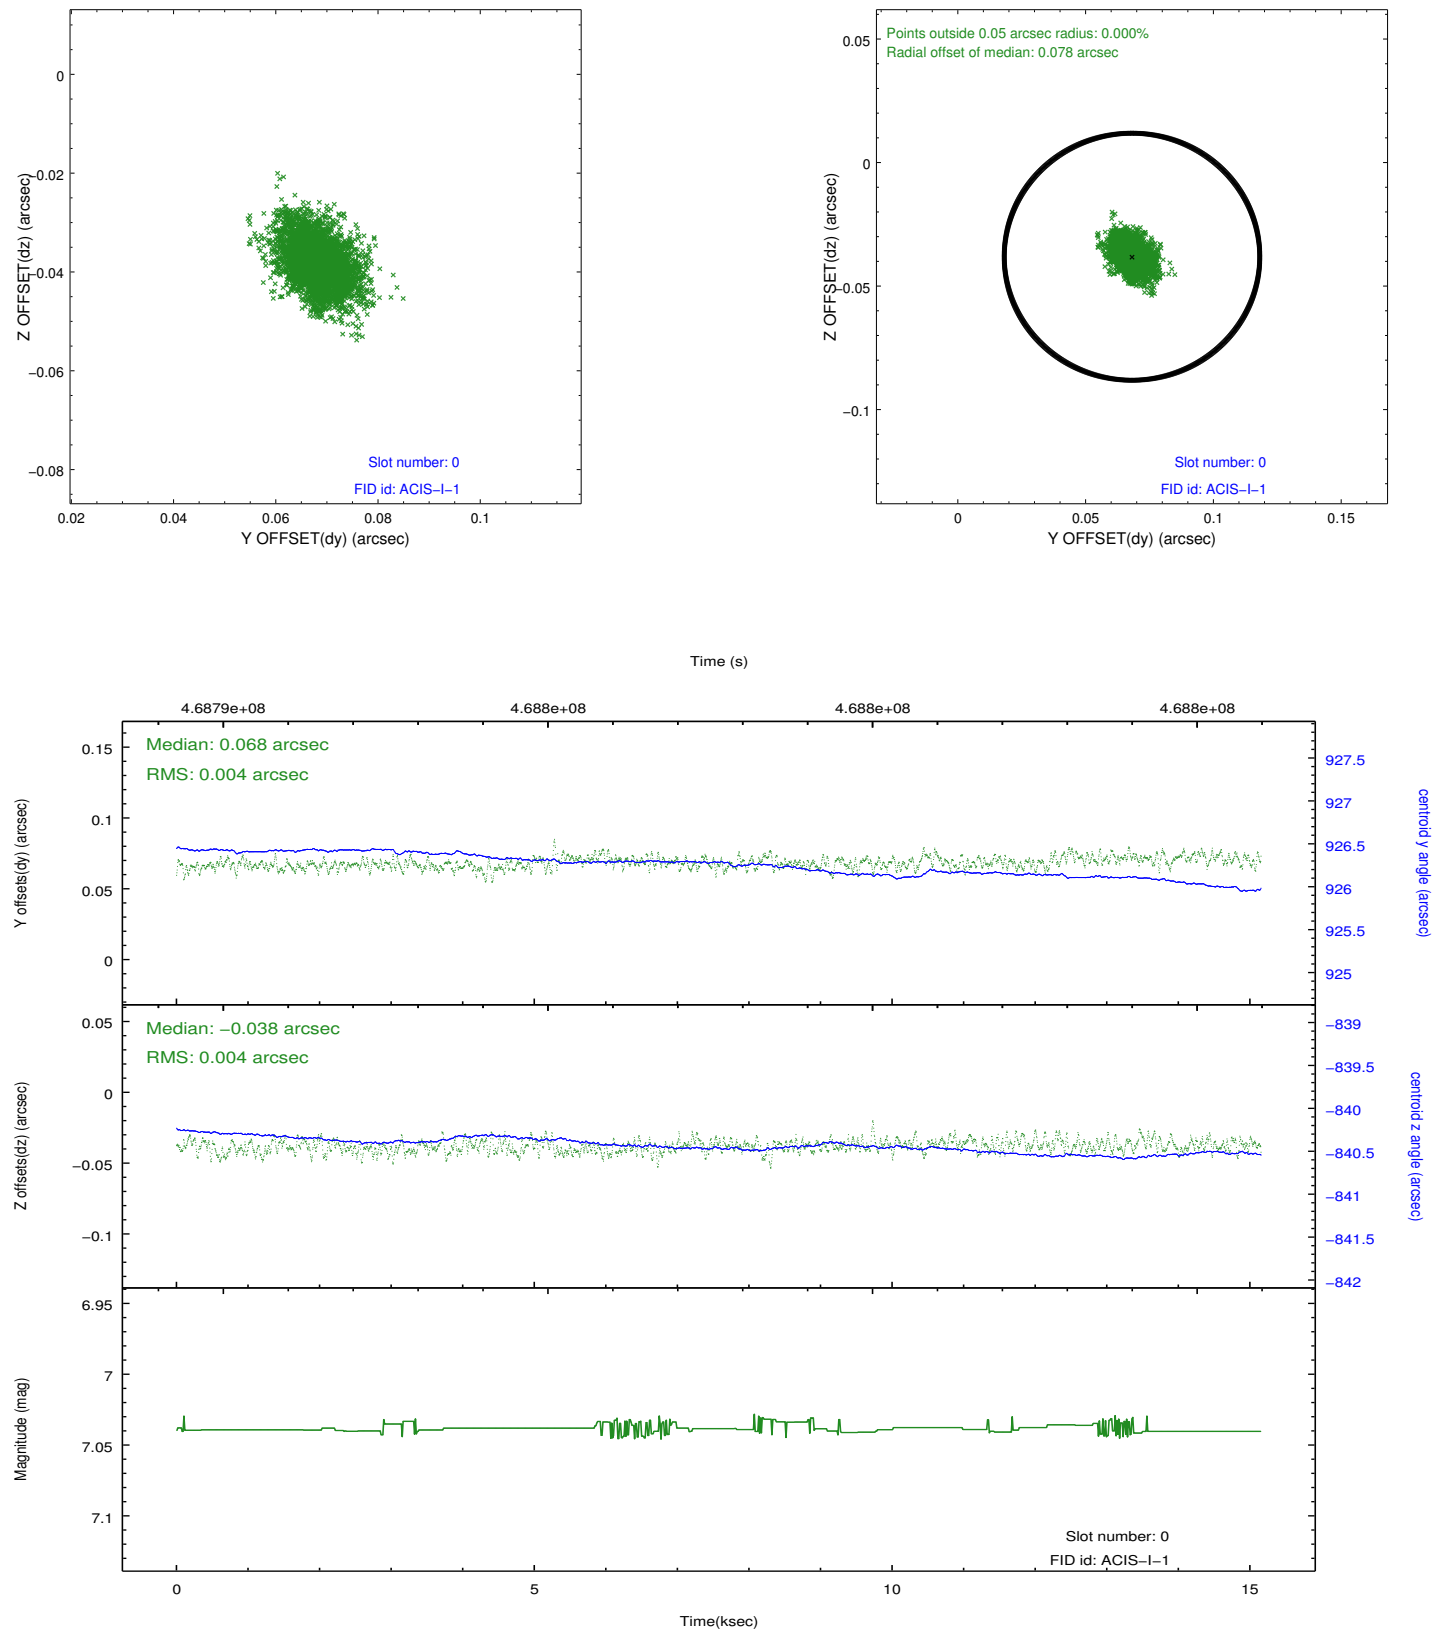 0
−0.02
−0.04
−0.06
−0.08
Z OFFSET(dz) (arcsec)
Slot number: 0
FID id: ACIS−I−1
0.02
0.04
0.06
0.08
0.1
Y OFFSET(dy) (arcsec)
Points outside 0.05 arcsec radius: 0.000%
Radial offset of median: 0.078 arcsec
0.05
0
−0.05
−0.1
Z OFFSET(dz) (arcsec)
Slot number: 0
FID id: ACIS−I−1
0
0.05
0.1
0.15
Y OFFSET(dy) (arcsec)
Time (s)
4.6879e+08
4.688e+08
4.688e+08
4.688e+08
Median: 0.068 arcsec
RMS: 0.004 arcsec
0.15
0.1
0.05
0
Y offsets(dy) (arcsec)
927.5
927
926.5
926
925.5
925
centroid y angle (arcsec)
Median: −0.038 arcsec
RMS: 0.004 arcsec
0.05
0
−0.05
−0.1
Z offsets(dz) (arcsec)
−839
−839.5
−840
−840.5
−841
−841.5
−842
centroid z angle (arcsec)
6.95
7
7.05
7.1
Magnitude (mag)
Slot number: 0
FID id: ACIS−I−1
0
5
10
15
Time(ksec)